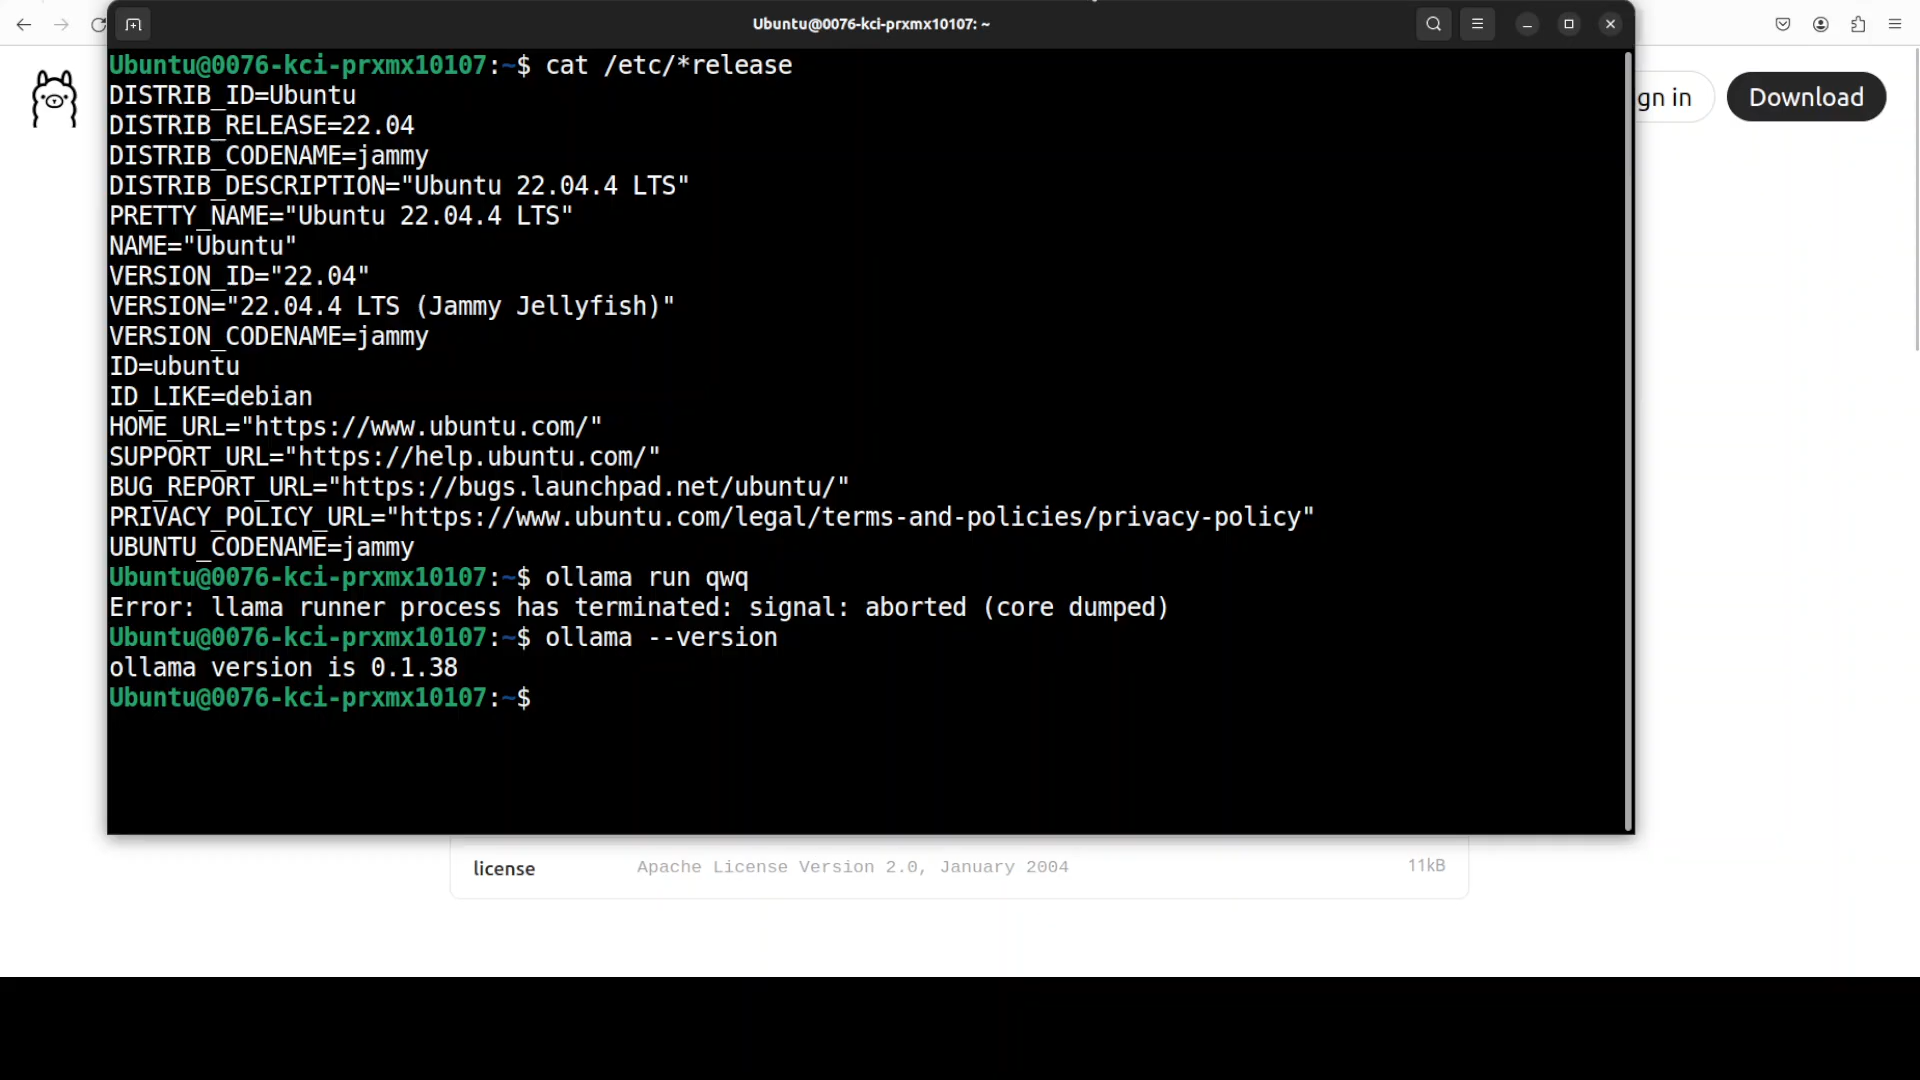 Ubuntu@0076-kci-prxmx10107: ~
Ubuntu@0076-kci-prxmx10107:~$ cat /etc/*release
DISTRIB_ID=Ubuntu
DISTRIB_RELEASE=22.04
DISTRIB_CODENAME=jammy
DISTRIB_DESCRIPTION="Ubuntu 22.04.4 LTS"
PRETTY_NAME="Ubuntu 22.04.4 LTS"
NAME="Ubuntu"
VERSION_ID="22.04"
VERSION="22.04.4 LTS (Jammy Jellyfish)"
VERSION_CODENAME=jammy
ID=ubuntu
ID_LIKE=debian
HOME_URL="https://www.ubuntu.com/"
SUPPORT_URL="https://help.ubuntu.com/"
BUG_REPORT_URL="https://bugs.launchpad.net/ubuntu/"
PRIVACY_POLICY_URL="https://www.ubuntu.com/legal/terms-and-policies/privacy-policy"
UBUNTU_CODENAME=jammy
Ubuntu@0076-kci-prxmx10107:~$ ollama run qwq
Error: llama runner process has terminated: signal: aborted (core dumped)
Ubuntu@0076-kci-prxmx10107:~$ ollama --version
ollama version is 0.1.38
Ubuntu@0076-kci-prxmx10107:~$
gn in
Download
license Apache License Version 2.0, January 2004 11kB